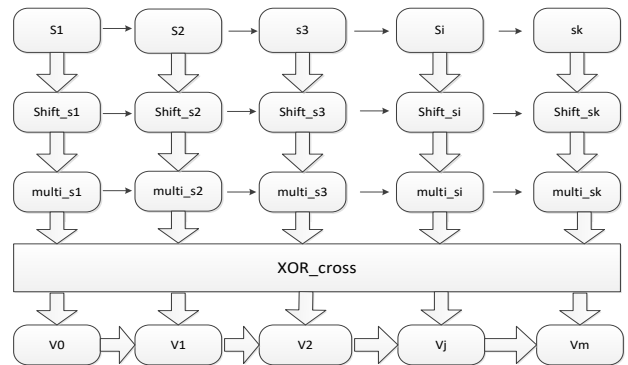 S1 S2 s3 Si sk
Shift_s1 Shift_s2 Shift_s3 Shift_si Shift_sk
multi_s1 multi_s2 multi_s3 multi_si multi_sk
XOR_cross
V0 V1 V2 Vj Vm